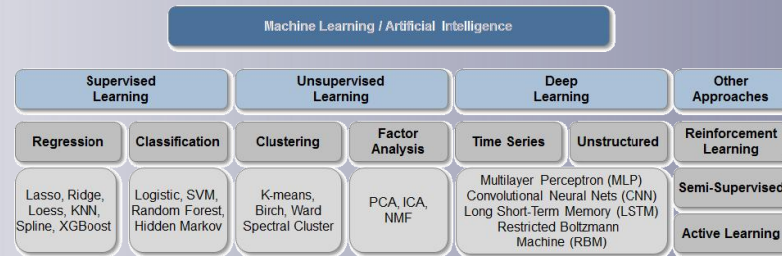 Machine Learning / Artificial Intelligence
Supervised
Learning
Unsupervised
Learning
Deep
Learning
Other
Approaches
Regression
Classification
Clustering
Factor
Analysis
Time Series
Unstructured
Reinforcement
Learning
Lasso, Ridge,
Loess, KNN,
Spline, XGBoost
Logistic, SVM,
Random Forest,
Hidden Markov
K-means,
Birch, Ward
Spectral Cluster
PCA, ICA,
NMF
Multilayer Perceptron (MLP)
Convolutional Neural Nets (CNN)
Long Short-Term Memory (LSTM)
Restricted Boltzmann
Machine (RBM)
Semi-Supervised
Active Learning